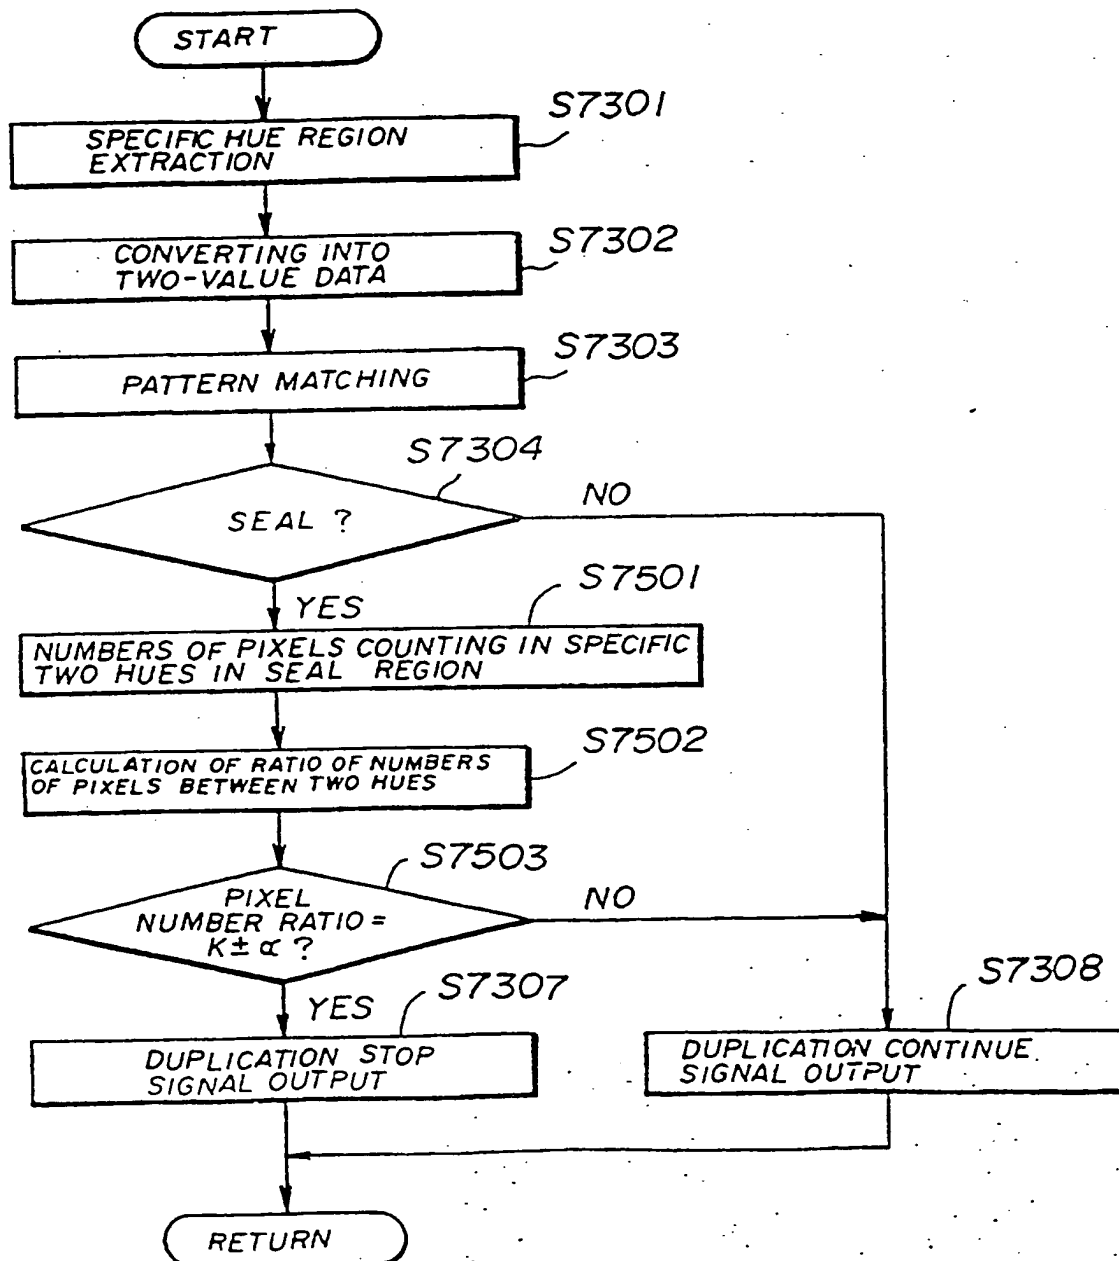 START
S7301
SPECIFIC HUE REGION
EXTRACTION
S7302
CONVERTING INTO
TWO-VALUE DATA
S7303
PATTERN MATCHING
S7304
SEAL ?
NO
YES
S7501
NUMBERS OF PIXELS COUNTING IN SPECIFIC
TWO HUES IN SEAL REGION
S7502
CALCULATION OF RATIO OF NUMBERS
OF PIXELS BETWEEN TWO HUES
S7503
PIXEL
NUMBER RATIO =
K ± α ?
NO
YES
S7307
DUPLICATION STOP
SIGNAL OUTPUT
S7308
DUPLICATION CONTINUE
SIGNAL OUTPUT
RETURN